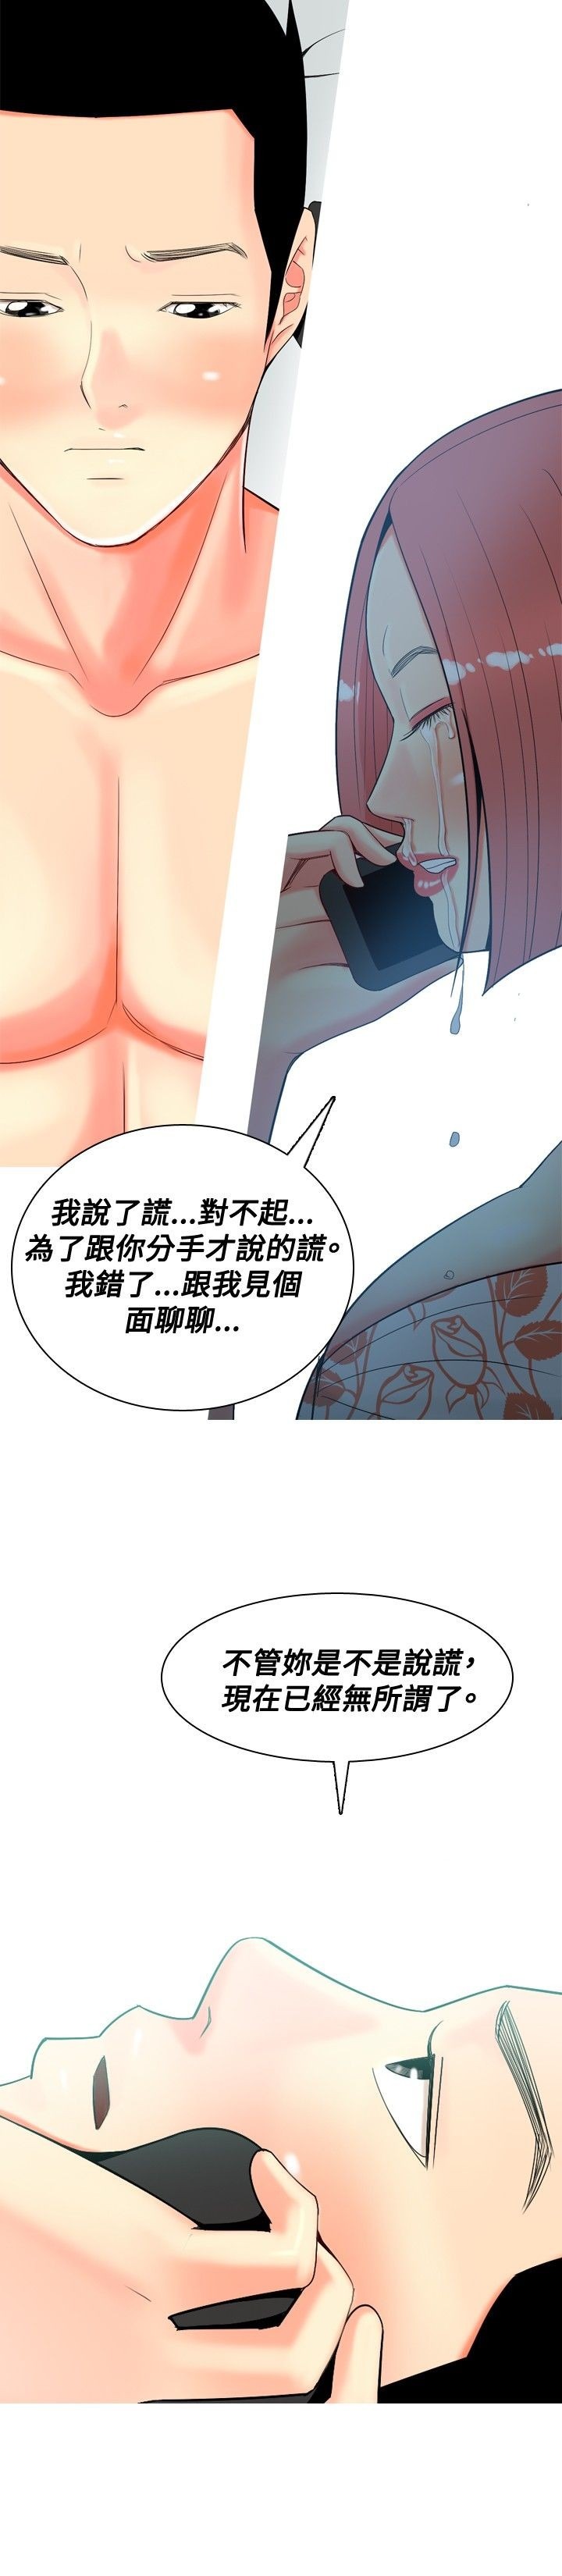 我說了謊...對不起...
為了跟你分手才說的謊。
我錯了...跟我見個
面聊聊...
不管妳是不是說謊，
現在已經無所謂了。